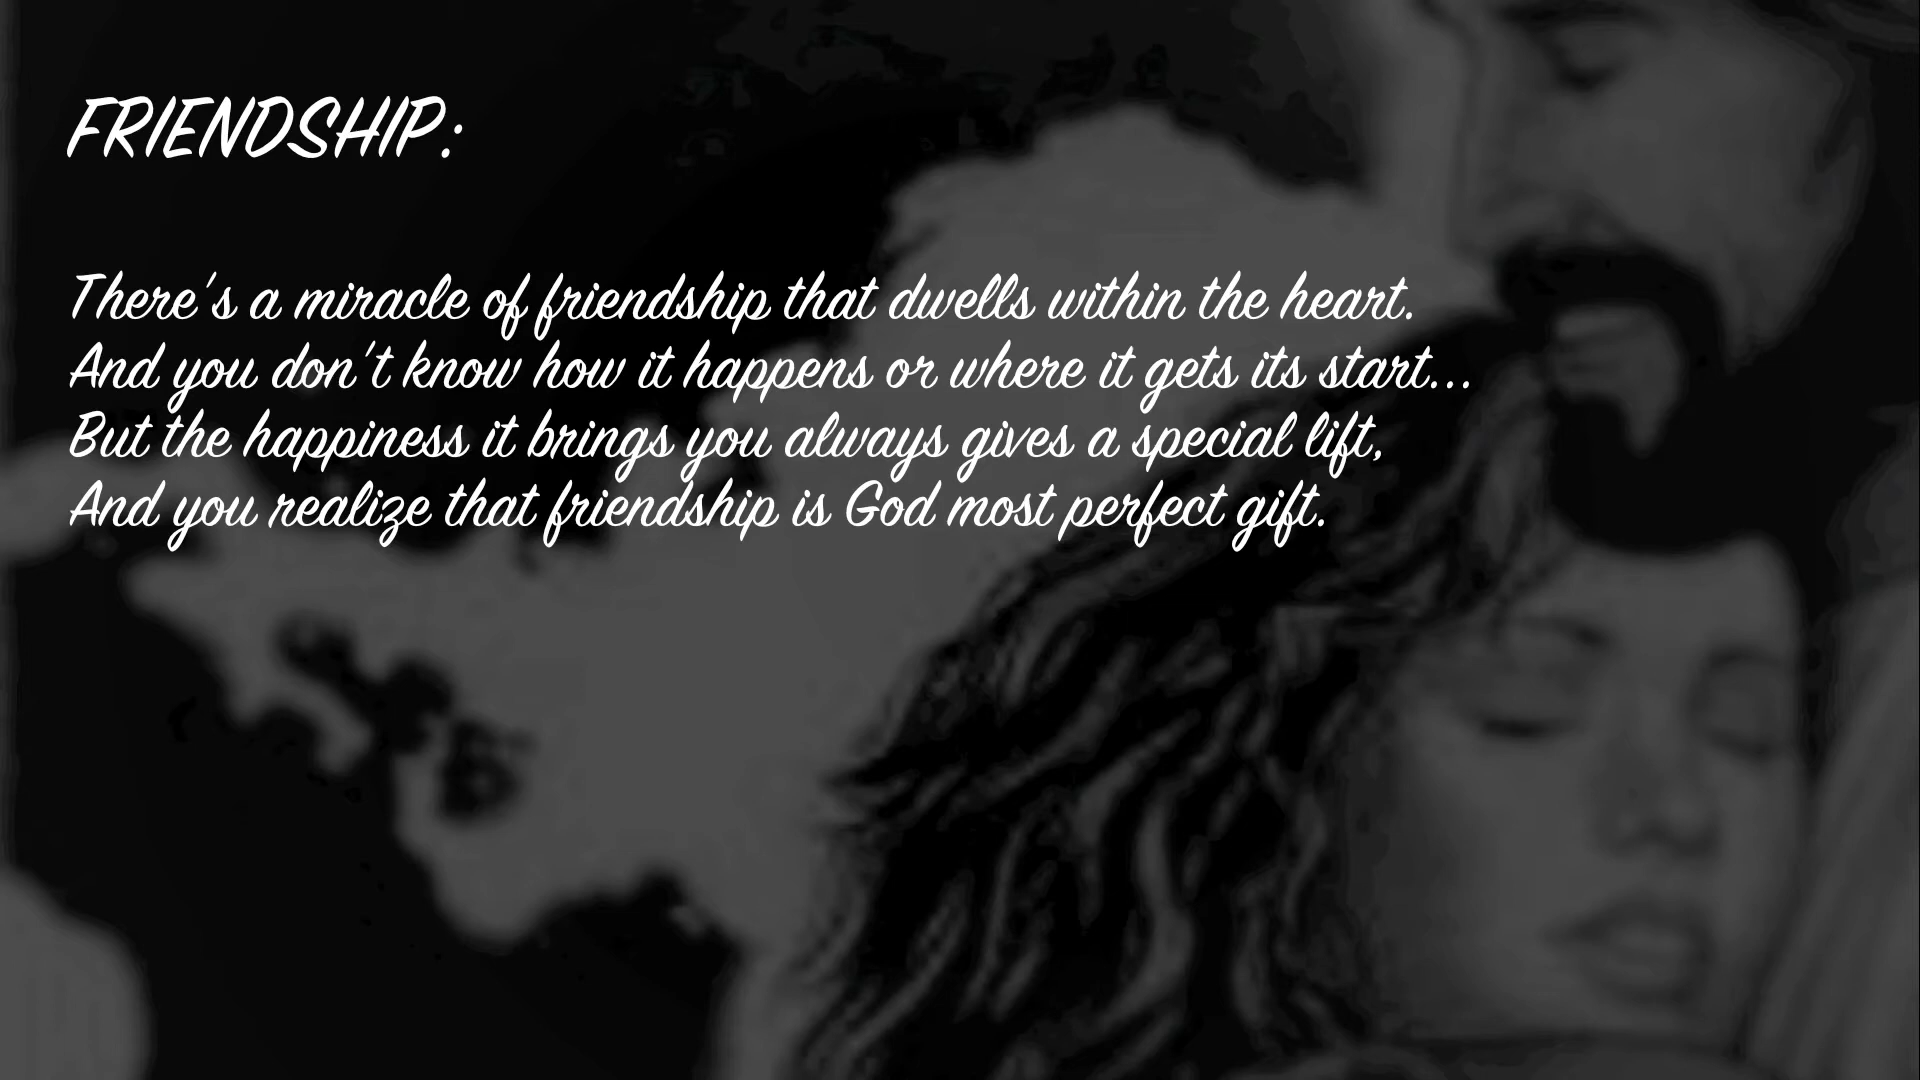 FRIENDSHIP:
There's a miracle of friendship that dwells within the heart.
And you don't know how it happens or where it gets its start...
But the happiness it brings you always gives a special lift,
And you realize that friendship is God most perfect gift.